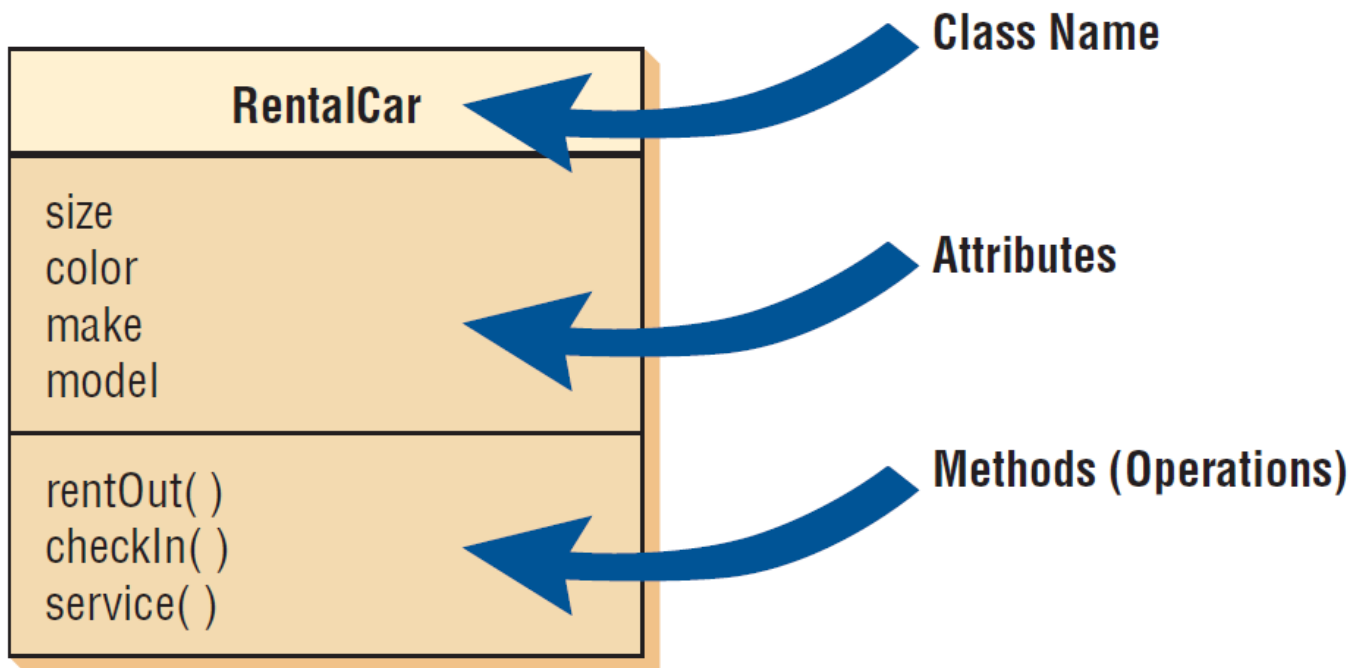 Class Name
RentalCar
size
color
make
model
Attributes
rentOut( )
checkIn( )
service( )
Methods (Operations)